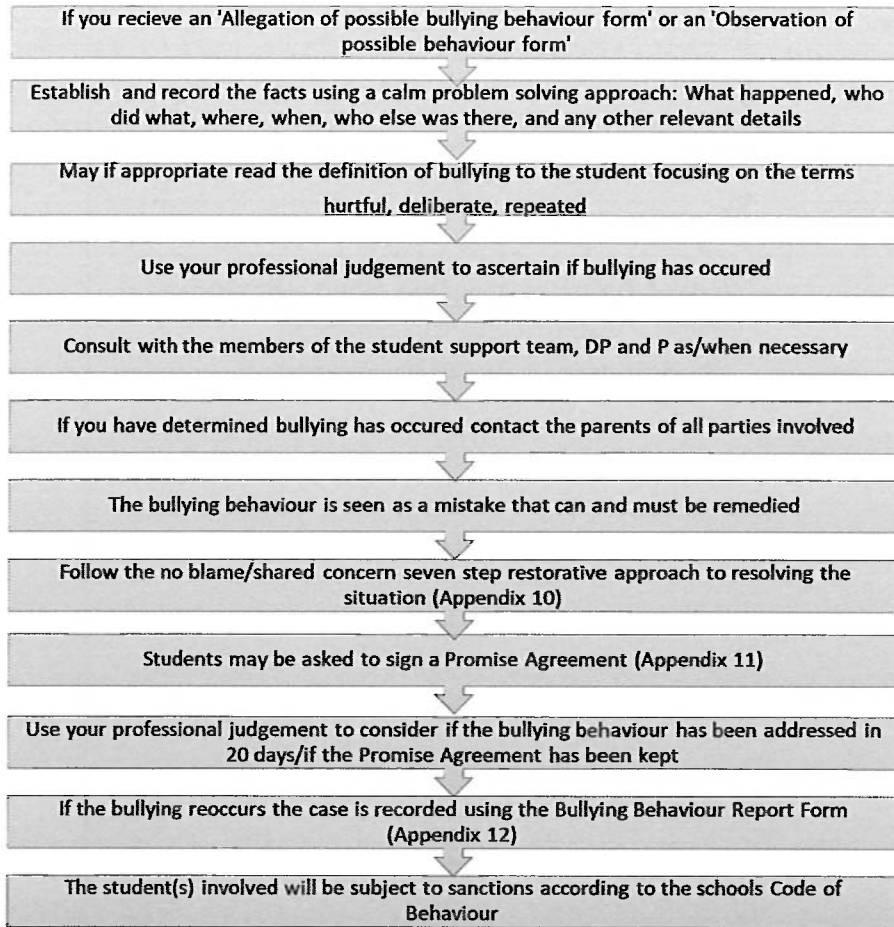 If you recieve an 'Allegation of possible bullying behaviour form' or an 'Observation of
possible behaviour form'
Establish and record the facts using a calm problem solving approach: What happened, who
did what, where, when, who else was there, and any other relevant details
May if appropriate read the definition of bullying to the student focusing on the terms
hurtful, deliberate, repeated
Use your professional judgement to ascertain if bullying has occured
Consult with the members of the student support team, DP and P as/when necessary
If you have determined bullying has occured contact the parents of all parties involved
The bullying behaviour is seen as a mistake that can and must be remedied
Follow the no blame/shared concern seven step restorative approach to resolving the
situation (Appendix 10)
Students may be asked to sign a Promise Agreement (Appendix 11)
Use your professional judgement to consider if the bullying behaviour has been addressed in
20 days/if the Promise Agreement has been kept
If the bullying reoccurs the case is recorded using the Bullying Behaviour Report Form
(Appendix 12)
The student(s) involved will be subject to sanctions according to the schools Code of
Behaviour